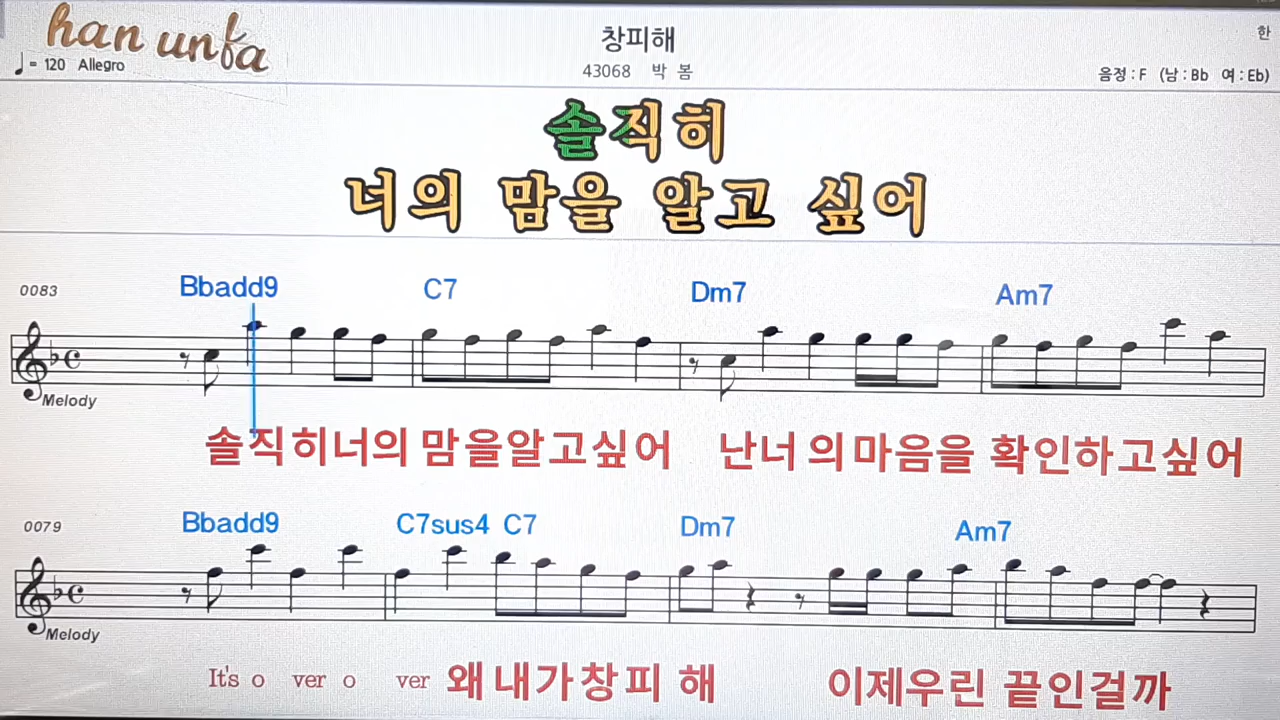 han unfa
창피해
한
♩= 120 Allegro
43068 박 봄
음정 : F (남 : Bb 여 : Eb)
솔직히
너의 맘을 알고 싶어
0083
Bbadd9 C7 Dm7 Am7
Melody
솔직히너의 맘을알고싶어 난너의마음을 확인하고싶어
0079
Bbadd9 C7sus4 C7 Dm7 Am7
Melody
It's o ver o ver 왜내가창피 해 이제우린 끝인걸까